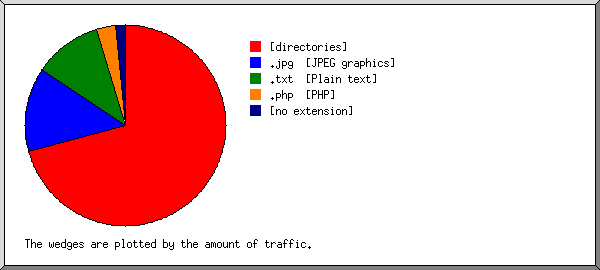 [directories]
.jpg [JPEG graphics]
.txt [Plain text]
.php [PHP]
[no extension]
The wedges are plotted by the amount of traffic.